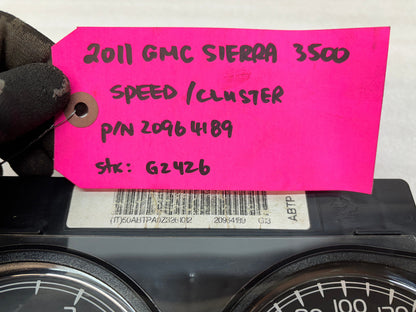 2011 GMC SIERRA 3500
SPEED/CLUSTER
P/N 20964189
stk: G2426
20964189
ABTP
100